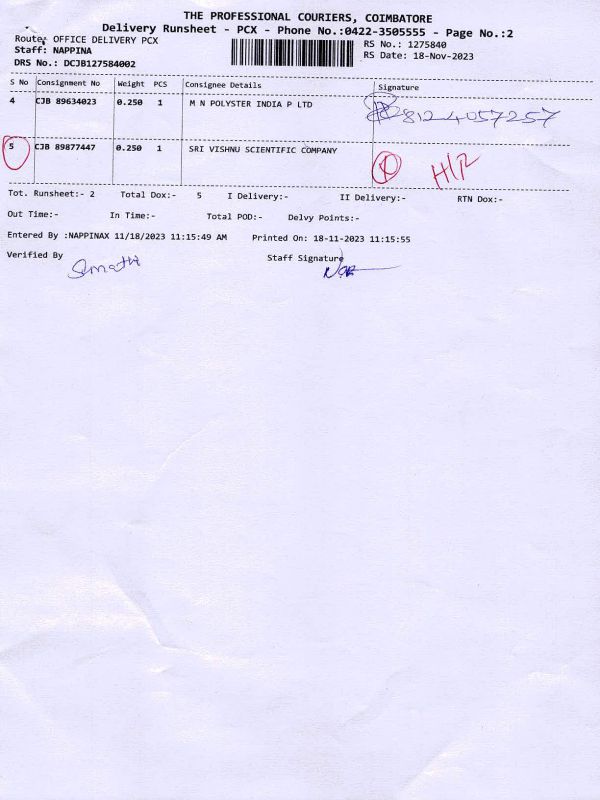 THE PROFESSIONAL COURIERS, COIMBATORE
Delivery Runsheet - PCX - Phone No.:0422-3505555 - Page No.:2
Route: OFFICE DELIVERY PCX
RS No.: 1275840
Staff: NAPPINA
RS Date: 18-Nov-2023
DRS No.: DCJB127584002
S No Consignment No Weight PCS Consignee Details Signature
4 CJB 89634023 0.250 1 M N POLYSTER INDIA P LTD 8124057257
5 CJB 89877447 0.250 1 SRI VISHNU SCIENTIFIC COMPANY
Tot. Runsheet:- 2 Total Dox:- 5 I Delivery:- II Delivery:- RTN Dox:-
Out Time:- In Time:- Total POD:- Delvy Points:-
Entered By :NAPPINAX 11/18/2023 11:15:49 AM Printed On: 18-11-2023 11:15:55
Verified By Staff Signature